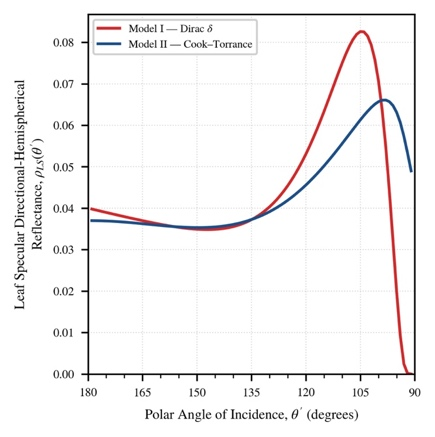 Model I — Dirac δ
Model II — Cook–Torrance
Leaf Specular Directional-Hemispherical
Reflectance, ρ_LS(θ′)
0.08
0.07
0.06
0.05
0.04
0.03
0.02
0.01
0.00
180 165 150 135 120 105 90
Polar Angle of Incidence, θ′ (degrees)